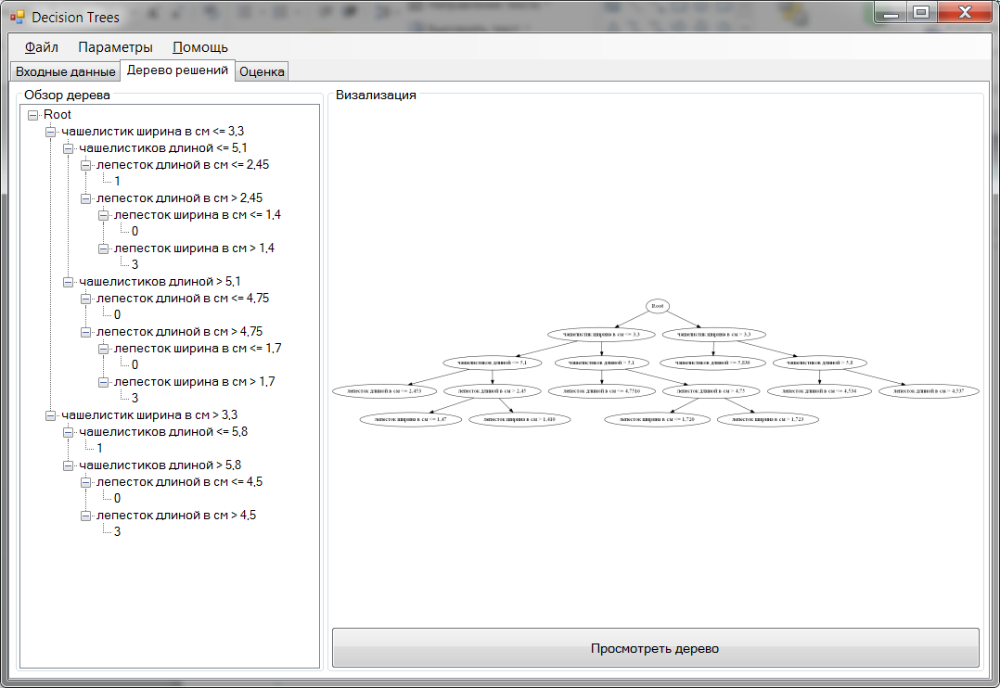 Decision Trees
Файл Параметры Помощь
Входные данные Дерево решений Оценка
Обзор дерева
Root
чашелистик ширина в см <= 3,3
чашелистиков длиной <= 5,1
лепесток длиной в см <= 2,45
1
лепесток длиной в см > 2,45
лепесток ширина в см <= 1,4
0
лепесток ширина в см > 1,4
3
чашелистиков длиной > 5,1
лепесток длиной в см <= 4,75
0
лепесток длиной в см > 4,75
лепесток ширина в см <= 1,7
0
лепесток ширина в см > 1,7
3
чашелистик ширина в см > 3,3
чашелистиков длиной <= 5,8
1
чашелистиков длиной > 5,8
лепесток длиной в см <= 4,5
0
лепесток длиной в см > 4,5
3
Визализация
Root
чашелистик ширина в см <= 3,3 чашелистик ширина в см > 3,3
чашелистиков длиной <= 5,1 чашелистиков длиной > 5,1 чашелистиков длиной <= 5,830 чашелистиков длиной > 5,8
лепесток длиной в см <= 2,453 лепесток длиной в см > 2,45 лепесток длиной в см <= 4,7516 лепесток длиной в см > 4,75 лепесток длиной в см <= 4,534 лепесток длиной в см > 4,537
лепесток ширина в см <= 1,47 лепесток ширина в см > 1,410 лепесток ширина в см <= 1,720 лепесток ширина в см > 1,723
Просмотреть дерево